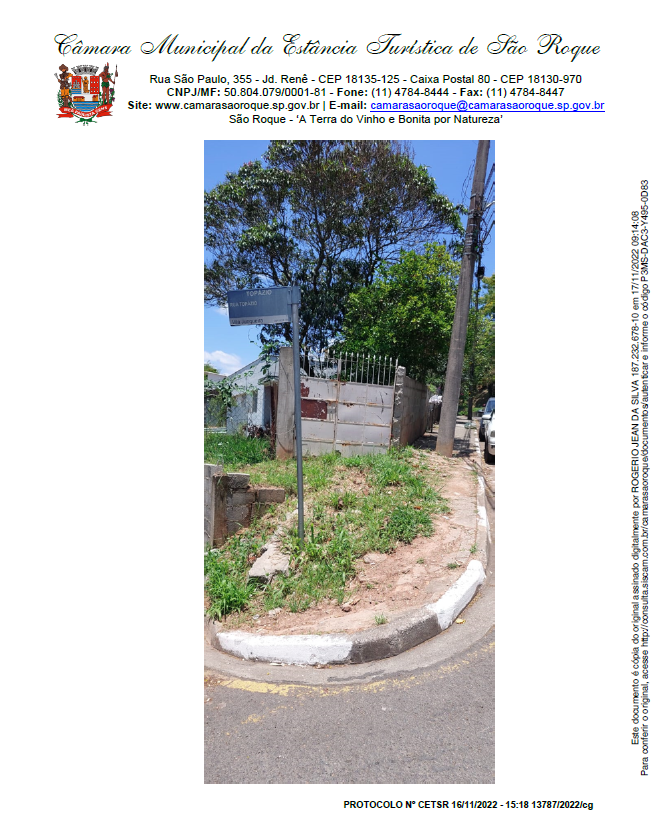 Câmara Municipal da Estância Turística de São Roque
Rua São Paulo, 355 - Jd. Renê - CEP 18135-125 - Caixa Postal 80 - CEP 18130-970
CNPJ/MF: 50.804.079/0001-81 - Fone: (11) 4784-8444 - Fax: (11) 4784-8447
Site: www.camarasaoroque.sp.gov.br | E-mail: camarasaoroque@camarasaoroque.sp.gov.br
São Roque - ‘A Terra do Vinho e Bonita por Natureza’
TOPÁZIO
PROTOCOLO Nº CETSR 16/11/2022 - 15:18 13787/2022/cg
Este documento é cópia do original assinado digitalmente por ROGERIO JEAN DA SILVA 187.232.678-10 em 17/11/2022 09:14:08
Para conferir o original, acesse http://consulta.siscam.com.br/camarasaoroque/documentos/autenticar e informe o código P3MS-DAC3-Y495-0D83